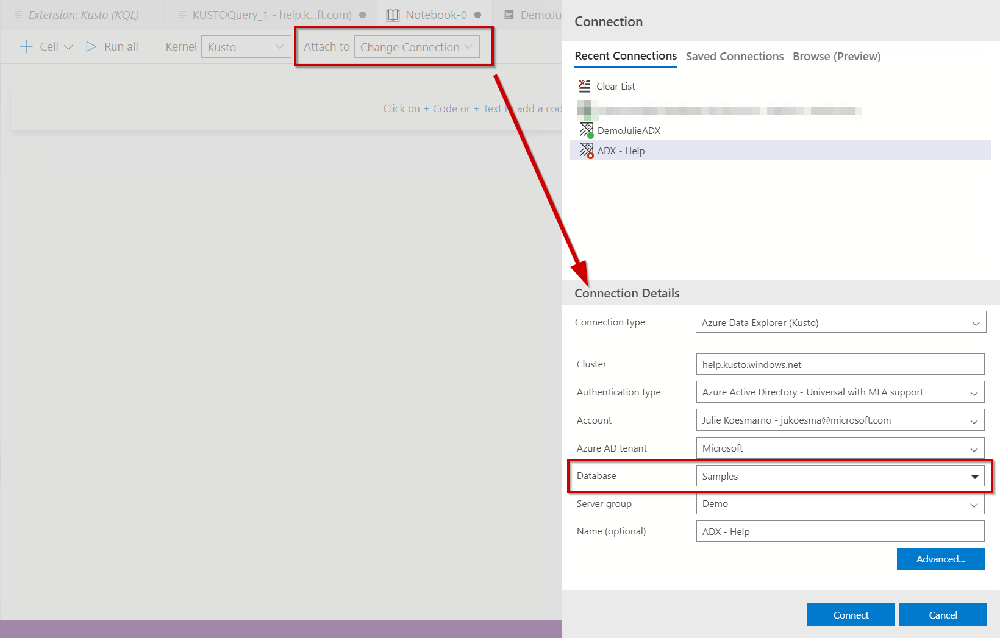 Extension: Kusto (KQL)
KUSTOQuery_1 - help.k...ft.com)
Notebook-0
DemoJu
Cell
Run all
Kernel
Kusto
Attach to
Change Connection
Click on + Code or + Text to add a cod
Connection
Recent Connections
Saved Connections
Browse (Preview)
Clear List
DemoJulieADX
ADX - Help
Connection Details
Connection type
Azure Data Explorer (Kusto)
Cluster
help.kusto.windows.net
Authentication type
Azure Active Directory - Universal with MFA support
Account
Julie Koesmarno - jukoesma@microsoft.com
Azure AD tenant
Microsoft
Database
Samples
Server group
Demo
Name (optional)
ADX - Help
Advanced...
Connect
Cancel